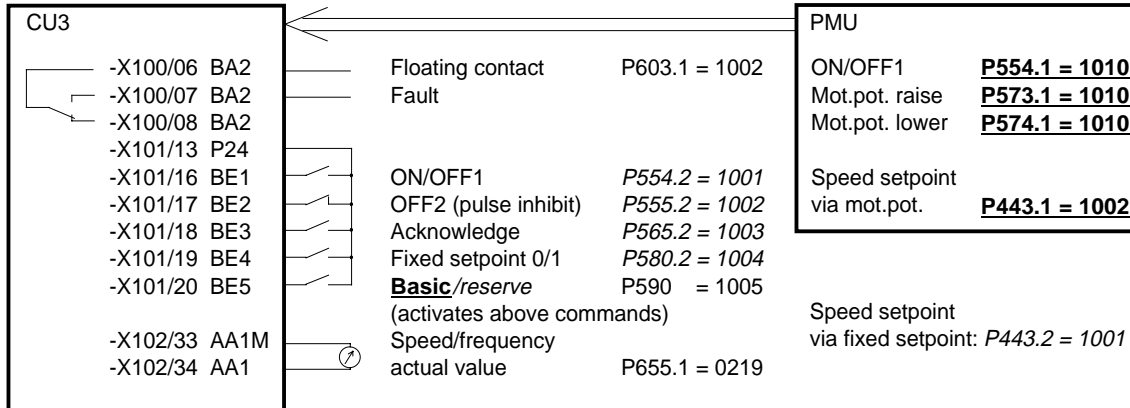 CU3
PMU
-X100/06 BA2 Floating contact P603.1 = 1002 ON/OFF1 P554.1 = 1010
-X100/07 BA2 Fault Mot.pot. raise P573.1 = 1010
-X100/08 BA2 Mot.pot. lower P574.1 = 1010
-X101/13 P24
-X101/16 BE1 ON/OFF1 P554.2 = 1001 Speed setpoint
-X101/17 BE2 OFF2 (pulse inhibit) P555.2 = 1002 via mot.pot. P443.1 = 1002
-X101/18 BE3 Acknowledge P565.2 = 1003
-X101/19 BE4 Fixed setpoint 0/1 P580.2 = 1004
-X101/20 BE5 Basic/reserve P590 = 1005
(activates above commands) Speed setpoint
-X102/33 AA1M Speed/frequency via fixed setpoint: P443.2 = 1001
-X102/34 AA1 actual value P655.1 = 0219